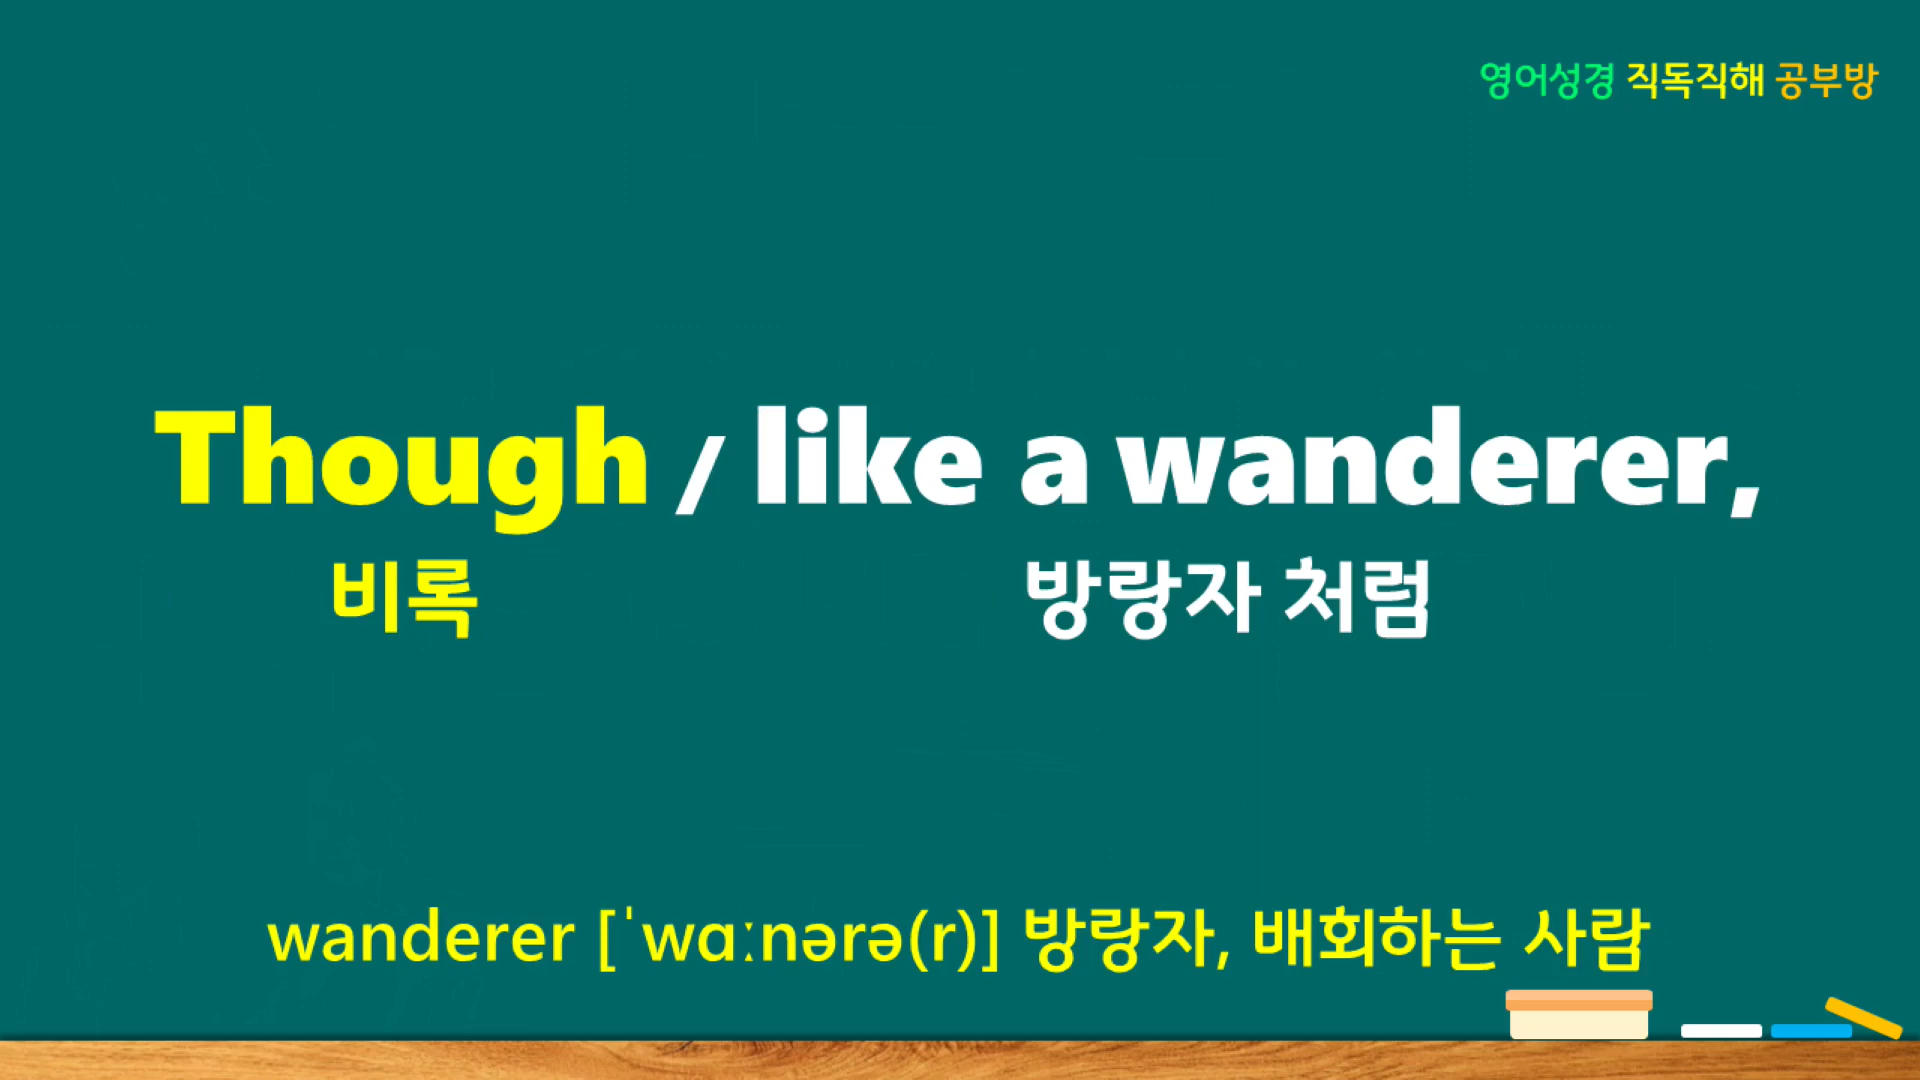 영어성경 직독직해 공부방
Though / like a wanderer,
비록 방랑자 처럼
wanderer [ˈwɑːnərə(r)] 방랑자, 배회하는 사람